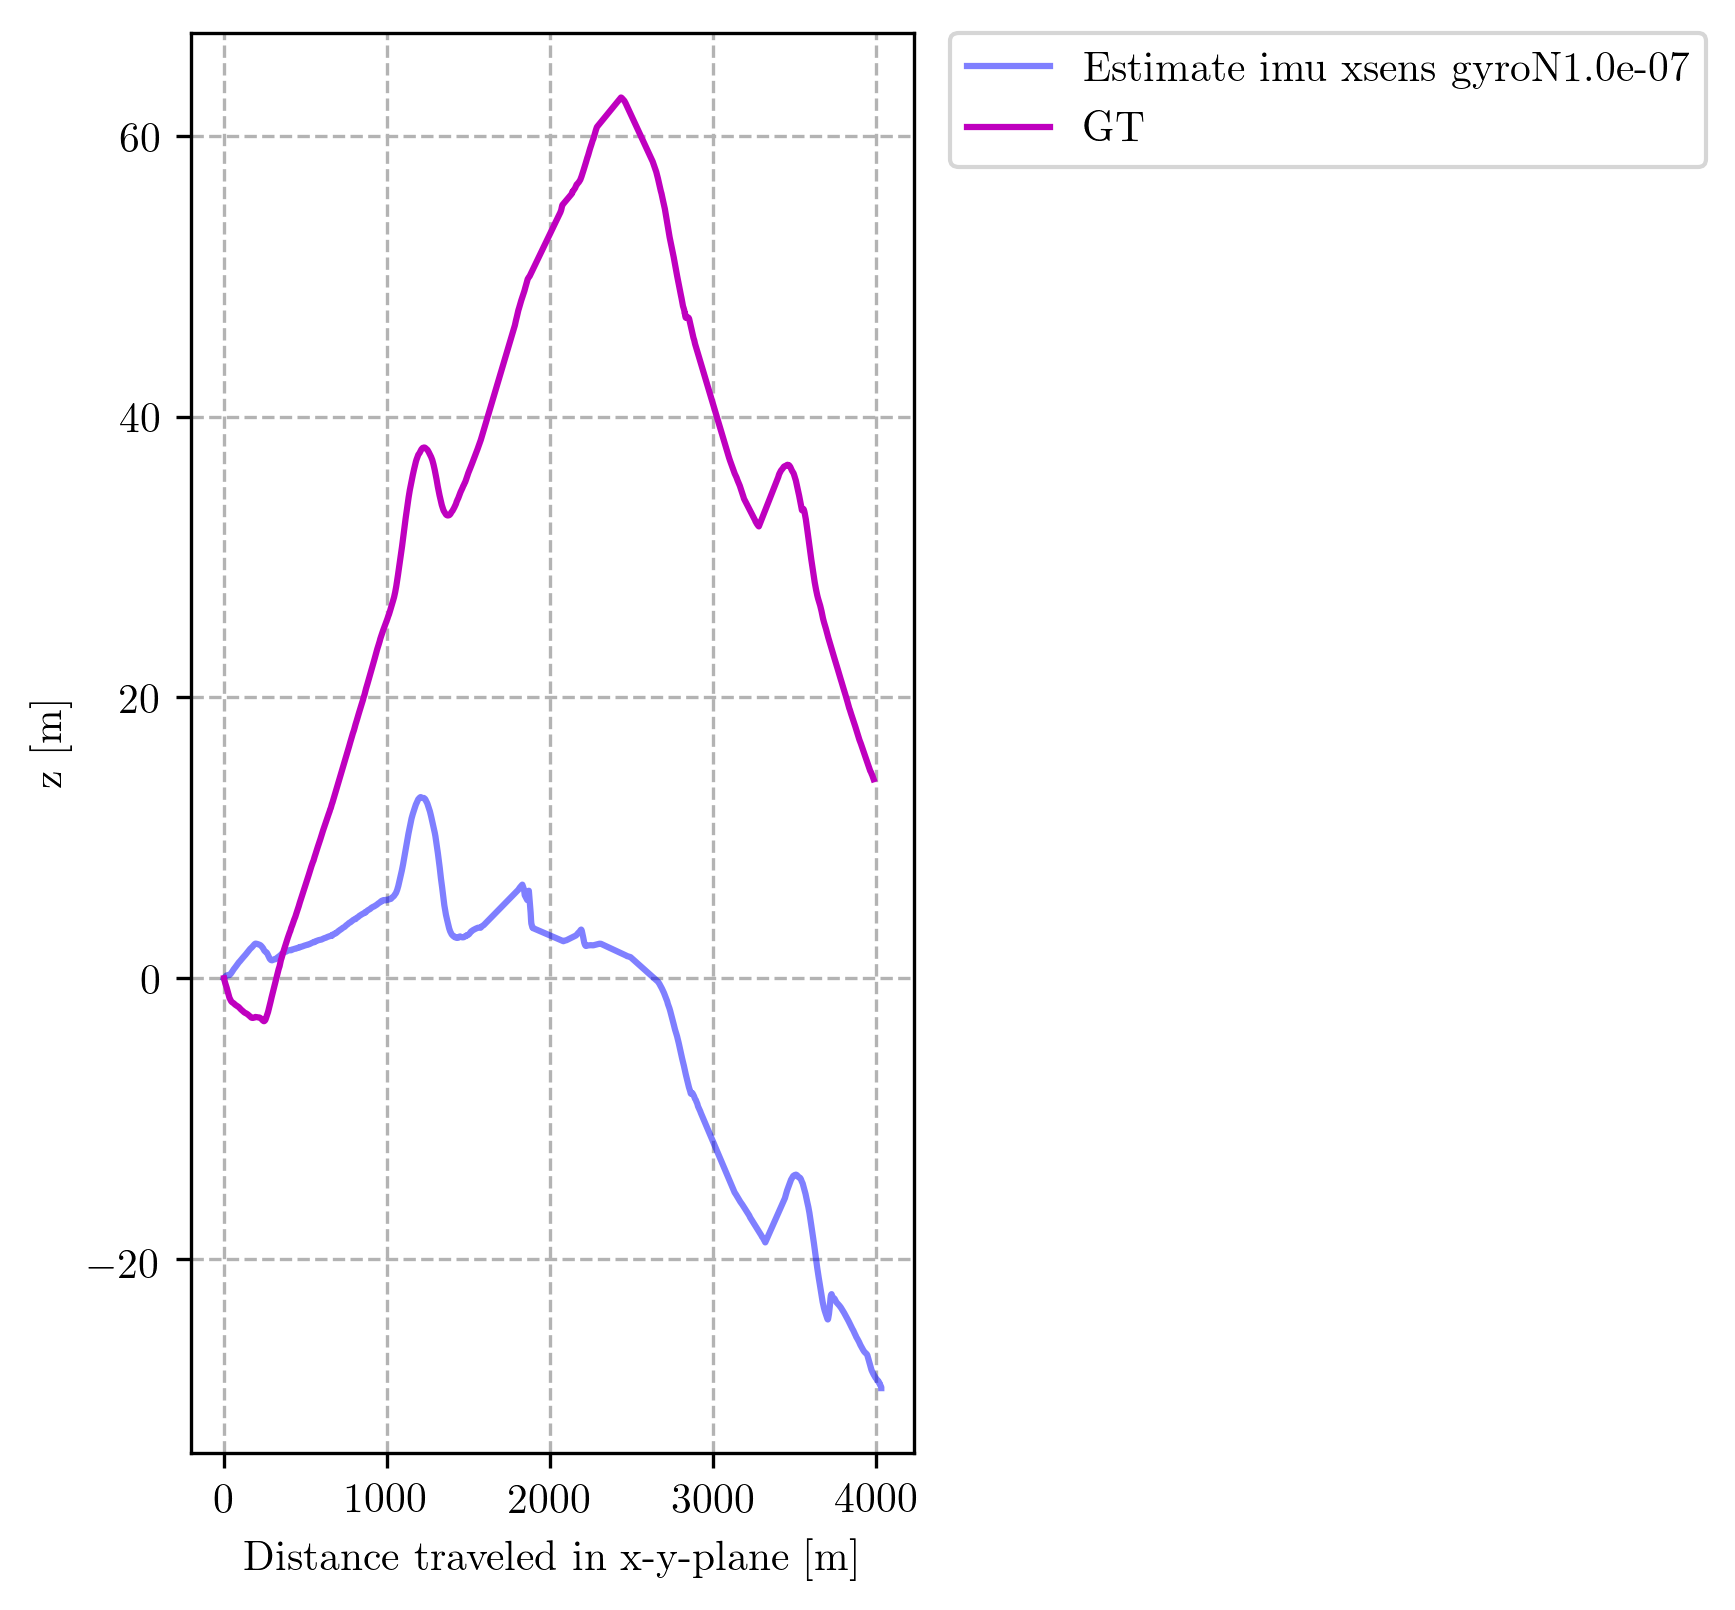 Estimate imu xsens gyroN1.0e-07
GT
60
40
20
0
−20
z [m]
0 1000 2000 3000 4000
Distance traveled in x-y-plane [m]